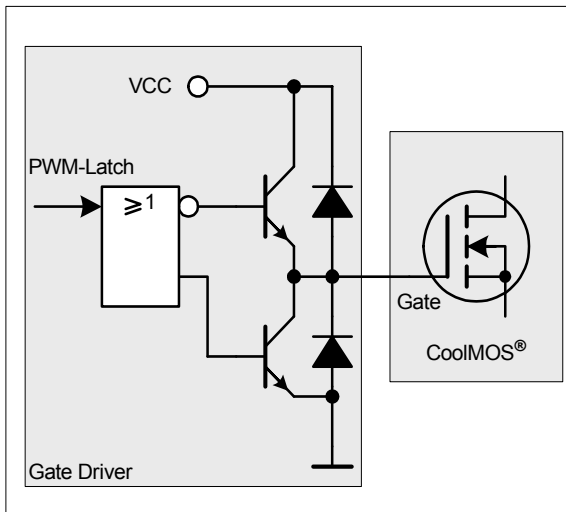 VCC
PWM-Latch
≥1
Gate
CoolMOS®
Gate Driver